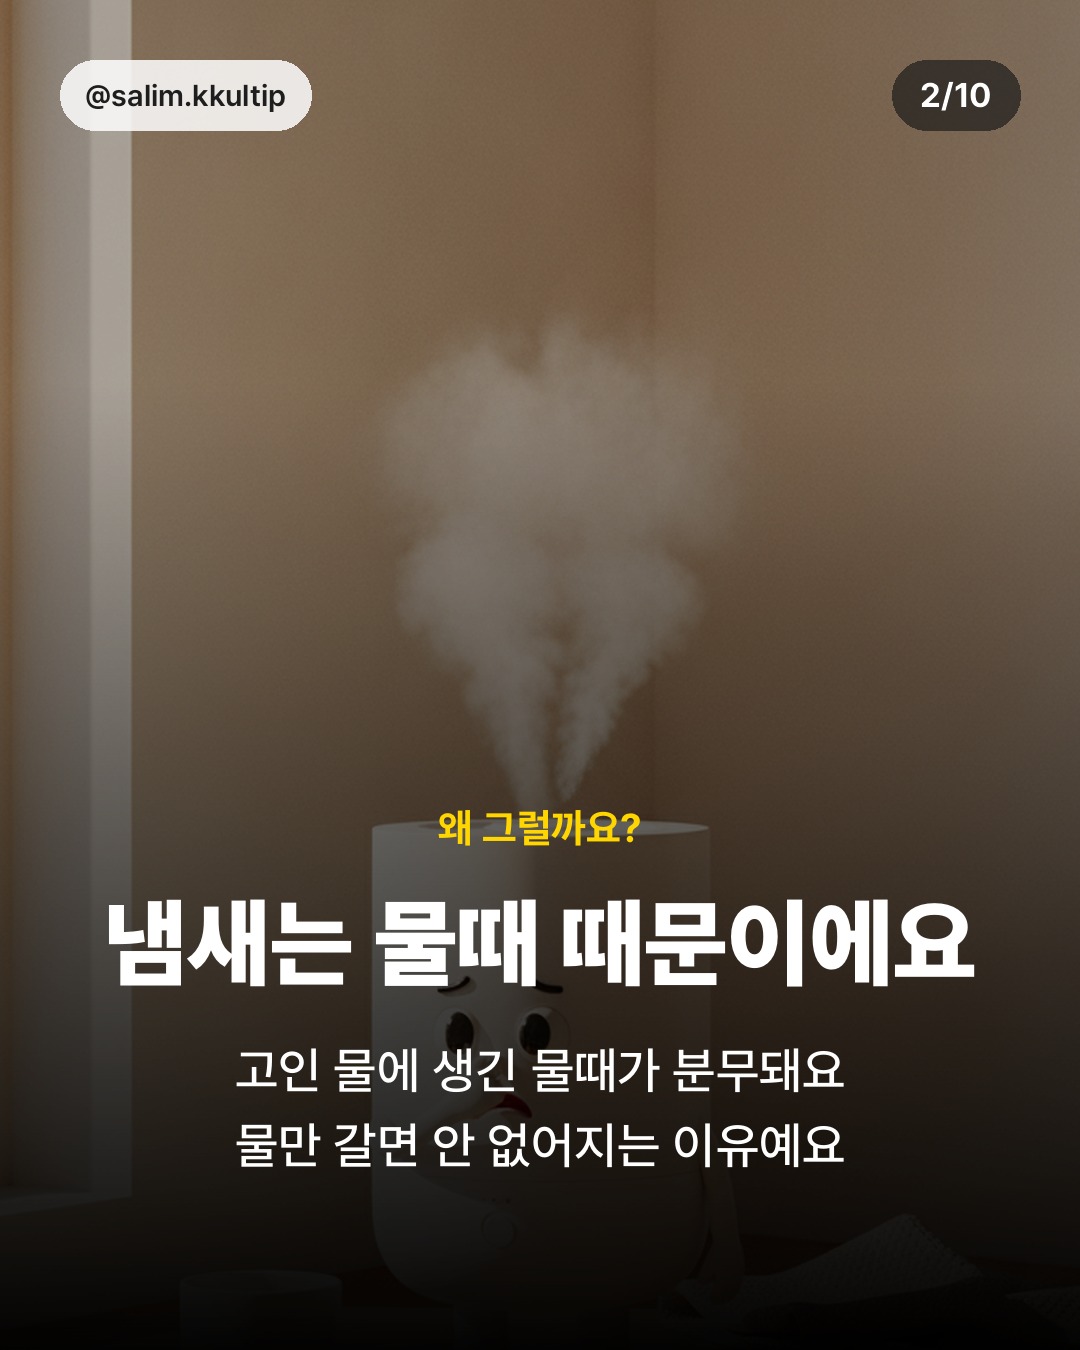 @salim.kkultip
2/10
왜 그럴까요?
냄새는 물때 때문이에요
고인 물에 생긴 물때가 분무돼요
물만 갈면 안 없어지는 이유예요